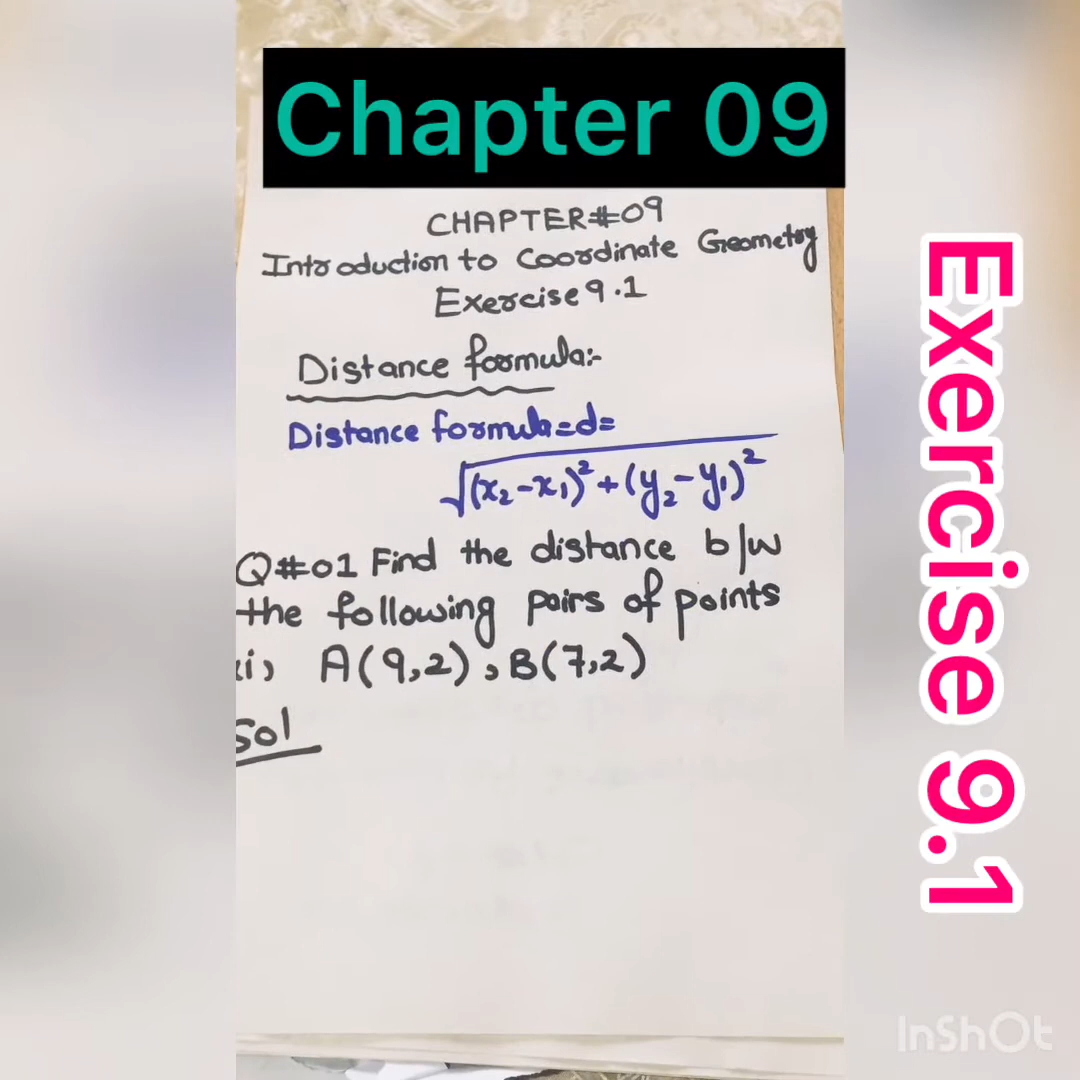 Chapter 09
CHAPTER#09
Introduction to Coordinate Geometry
Exercise 9.1
Distance formula:-
Distance formula=d=
√(x₂-x₁)²+(y₂-y₁)²
Q#01 Find the distance b/w
the following pairs of points
(i) A(9,2), B(7,2)
Sol
Exercise 9.1
InShOt